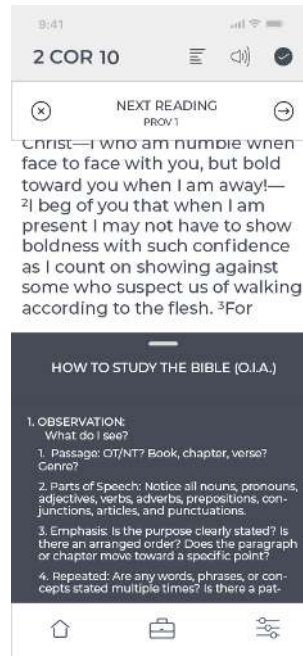 9:41
2 COR 10
NEXT READING
PROV 1
Christ—I who am humble when
face to face with you, but bold
toward you when I am away!—
²I beg of you that when I am
present I may not have to show
boldness with such confidence
as I count on showing against
some who suspect us of walking
according to the flesh. ³For
HOW TO STUDY THE BIBLE (O.I.A.)
1. OBSERVATION:
What do I see?
1. Passage: OT/NT? Book, chapter, verse?
Genre?
2. Parts of Speech: Notice all nouns, pronouns,
adjectives, verbs, adverbs, prepositions, con-
junctions, articles, and punctuations.
3. Emphasis: Is the purpose clearly stated? Is
there an arranged order? Does the paragraph
or chapter move toward a specific point?
4. Repeated: Are any words, phrases, or con-
cepts stated multiple times? Is there a pat-